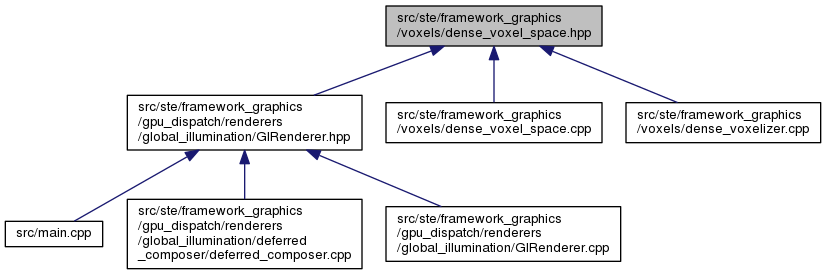 src/ste/framework_graphics
/voxels/dense_voxel_space.hpp
src/ste/framework_graphics
/gpu_dispatch/renderers
/global_illumination/GIRenderer.hpp
src/ste/framework_graphics
/voxels/dense_voxel_space.cpp
src/ste/framework_graphics
/voxels/dense_voxelizer.cpp
src/main.cpp
src/ste/framework_graphics
/gpu_dispatch/renderers
/global_illumination/deferred
_composer/deferred_composer.cpp
src/ste/framework_graphics
/gpu_dispatch/renderers
/global_illumination/GIRenderer.cpp